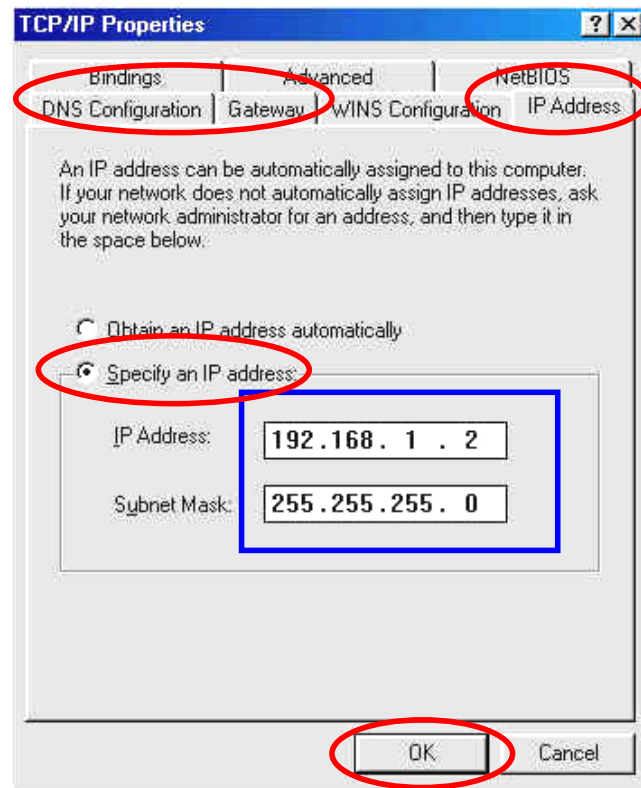 TCP/IP Properties
Bindings Advanced NetBIOS
DNS Configuration Gateway WINS Configuration IP Address
An IP address can be automatically assigned to this computer.
If your network does not automatically assign IP addresses, ask
your network administrator for an address, and then type it in
the space below.
Obtain an IP address automatically
Specify an IP address:
IP Address: 192.168. 1 . 2
Subnet Mask: 255.255.255. 0
OK Cancel